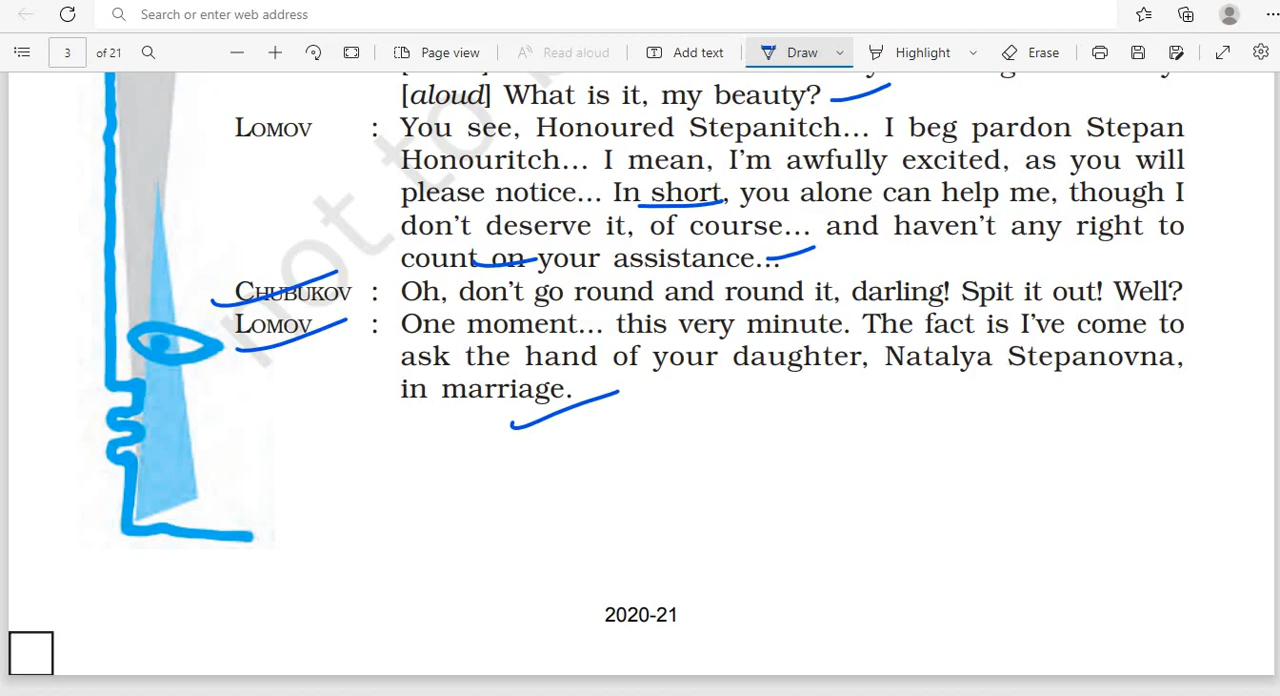 Search or enter web address
3 of 21
Page view
Read aloud
Add text
Draw
Highlight
Erase
[aloud] What is it, my beauty?
LOMOV : You see, Honoured Stepanitch... I beg pardon Stepan
Honouritch... I mean, I'm awfully excited, as you will
please notice... In short, you alone can help me, though I
don't deserve it, of course... and haven't any right to
count on your assistance...
CHUBUKOV : Oh, don't go round and round it, darling! Spit it out! Well?
LOMOV : One moment... this very minute. The fact is I've come to
ask the hand of your daughter, Natalya Stepanovna,
in marriage.
not to b
2020-21